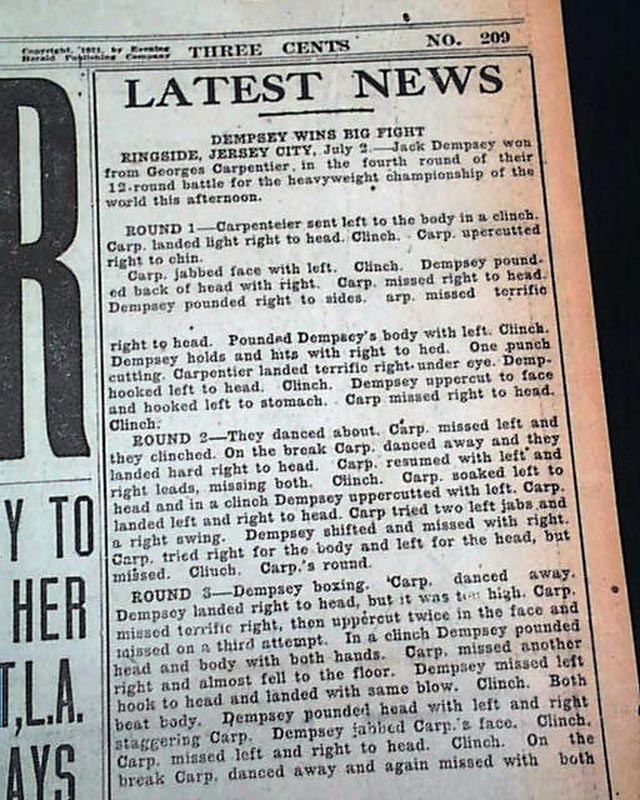 Copyright, 1921, by Evening
Herald Publishing Company
THREE CENTS
NO. 209
R
Y TO
HER
T, L.A.
AYS
LATEST NEWS
DEMPSEY WINS BIG FIGHT
RINGSIDE, JERSEY CITY, July 2.—Jack Dempsey won
from Georges Carpentier, in the fourth round of their
12-round battle for the heavyweight championship of the
world this afternoon.
ROUND 1—Carpenteier sent left to the body in a clinch.
Carp. landed light right to head. Clinch. Carp. upercutted
right to chin.
Carp. jabbed face with left. Clinch. Dempsey pound-
ed back of head with right. Carp. missed right to head.
Dempsey pounded right to sides. arp. missed terrific
right to head. Pounded Dempsey's body with left. Clinch.
Dempsey holds and hits with right to hed. One punch
cutting. Carpentier landed terrific right under eye. Demp-
hooked left to head. Clinch. Dempsey uppercut to face
and hooked left to stomach. Carp missed right to head.
Clinch.
ROUND 2—They danced about. Carp. missed left and
they clinched. On the break Carp. danced away and they
landed hard right to head. Carp. resumed with left and
right leads, missing both. Clinch. Carp. soaked left to
head and in a clinch Dempsey uppercutted with left. Carp.
landed left and right to head. Carp tried two left jabs and
a right swing. Dempsey shifted and missed with right.
Carp. tried right for the body and left for the head, but
missed. Clinch. Carp.'s round.
ROUND 3—Dempsey boxing. Carp. danced away.
Dempsey landed right to head, but it was too high. Carp.
missed terrific right, then uppercut twice in the face and
missed on a third attempt. In a clinch Dempsey pounded
head and body with both hands. Carp. missed another
right and almost fell to the floor. Dempsey missed left
hook to head and landed with same blow. Clinch. Both
beat body. Dempsey pounded head with left and right
staggering Carp. Dempsey jabbed Carp.'s face. Clinch.
Carp. missed left and right to head. Clinch. On the
break Carp. danced away and again missed with both